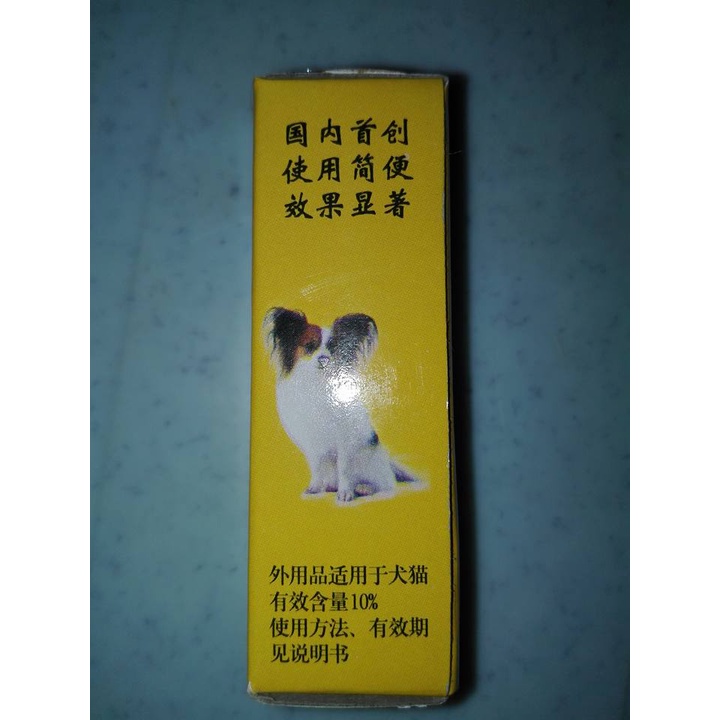 国内首创
使用简便
效果显著
外用品适用于犬猫
有效含量10%
使用方法、有效期
见说明书